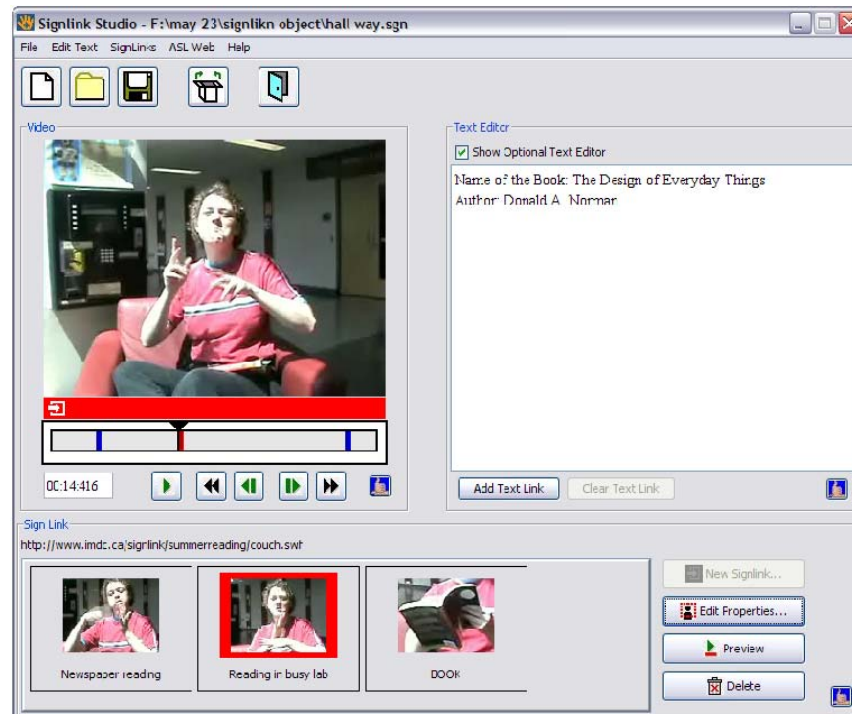 Signlink Studio - F:\may 23\signlikn object\hall way.sgn
File Edit Text SignLinks ASL Web Help
Video
Text Editor
Show Optional Text Editor
Name of the Book: The Design of Everyday Things
Author: Donald A. Norman
00:14:416
Add Text Link Clear Text Link
Sign Link
http://www.imdc.ca/signlink/summerreading/couch.swf
New Signlink...
Edit Properties...
Preview
Delete
Newspaper reading Reading in busy lab BOOK